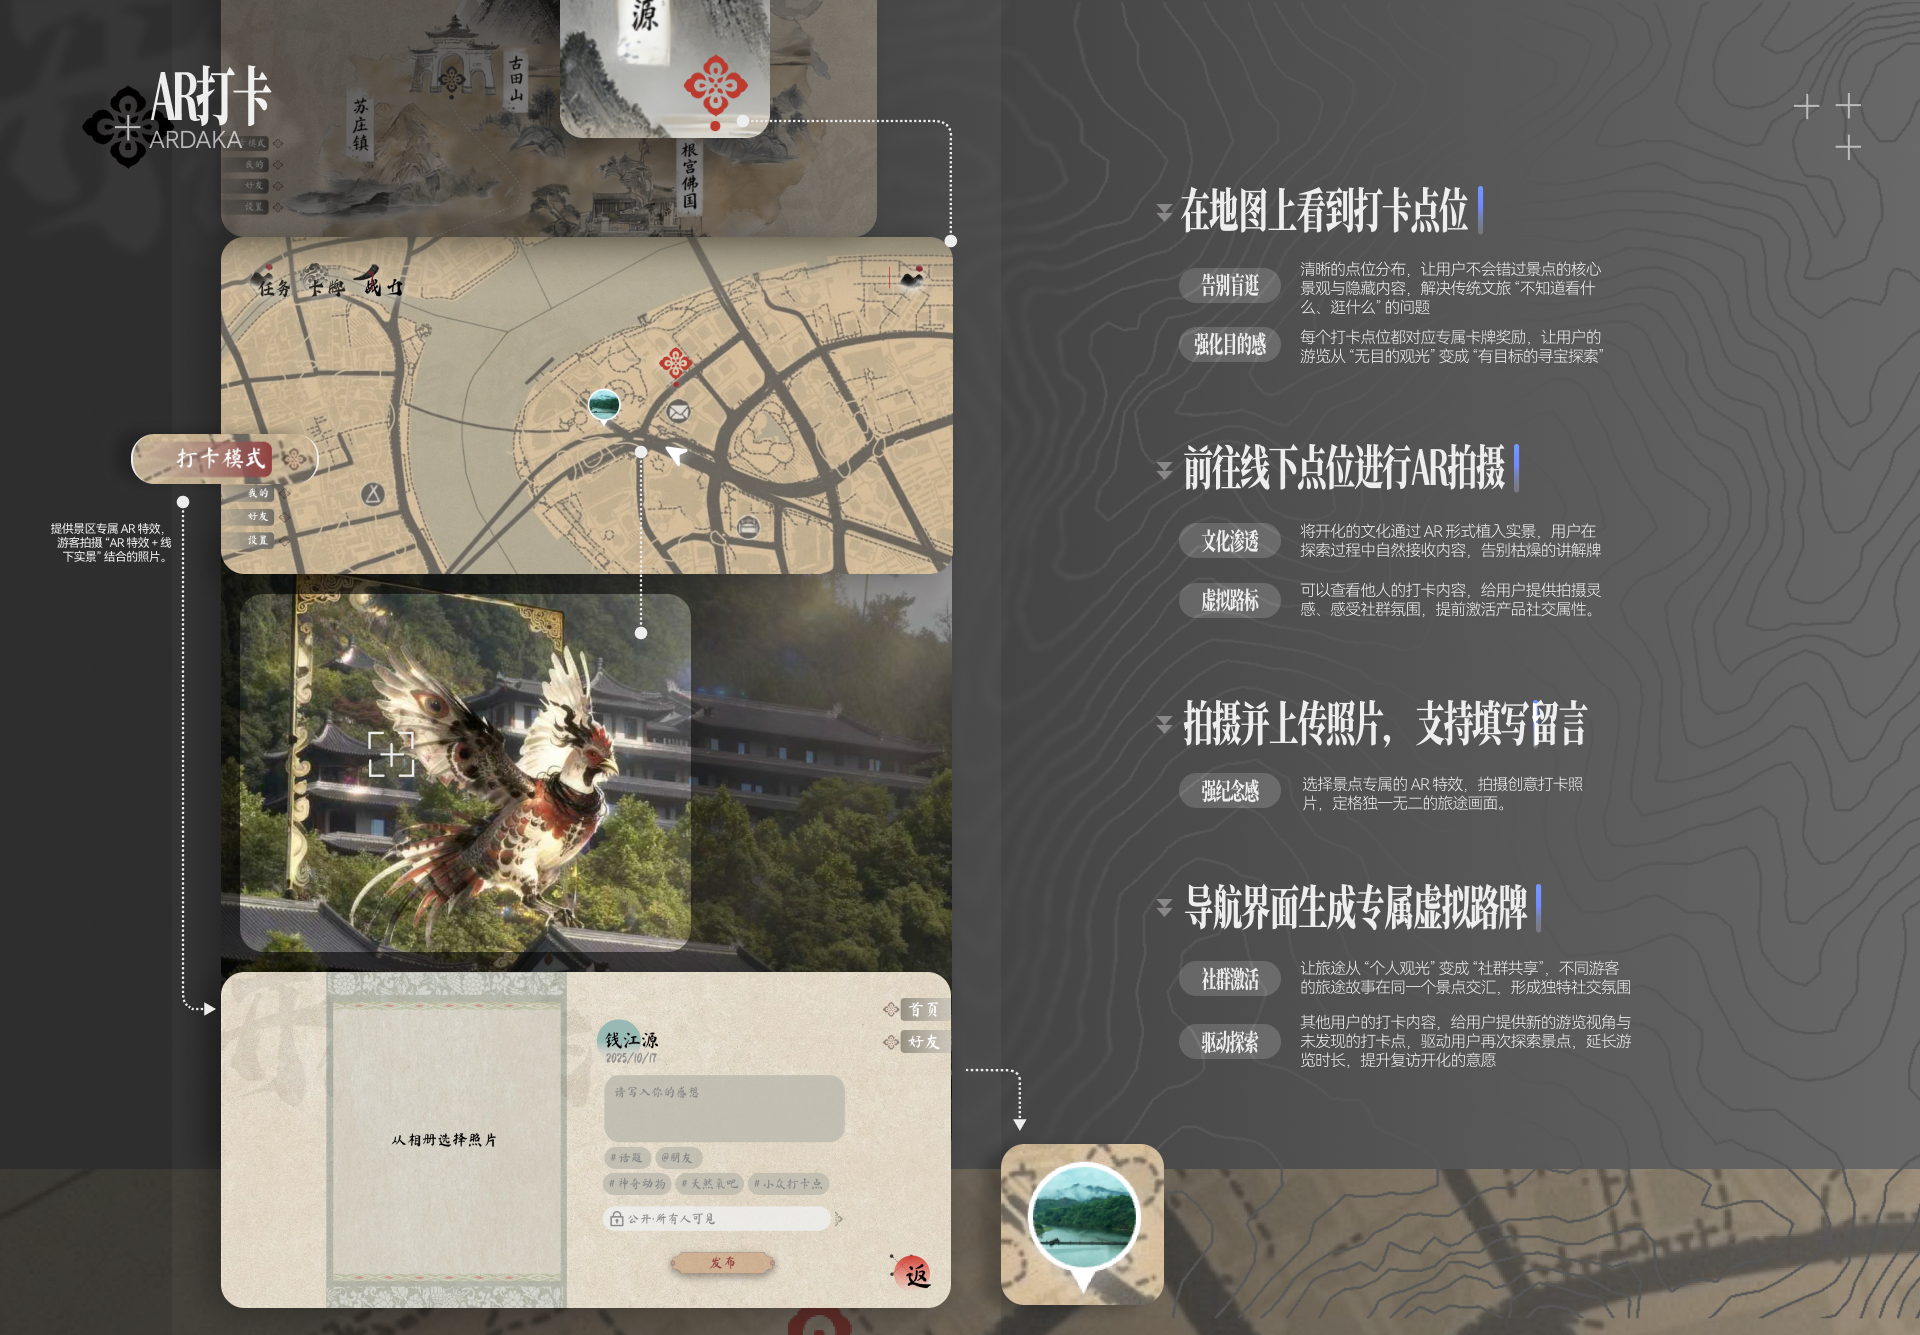 源
古田山
苏庄镇
根宫佛国
AR打卡
ARDAKA
模式
我的
好友
设置
任务 卡牌 战力
打卡模式
我的
好友
设置
提供景区专属 AR 特效，
游客拍摄 “AR 特效 + 线
下实景” 结合的照片。
首页
好友
钱江源
2025/10/17
请写入你的感想
从相册选择照片
#话题 @朋友
#神奇动物 #天然氧吧 #小众打卡点
公开·所有人可见
发布
返
在地图上看到打卡点位
告别盲逛
清晰的点位分布，让用户不会错过景点的核心
景观与隐藏内容，解决传统文旅 “不知道看什
么、逛什么” 的问题
强化目的感
每个打卡点位都对应专属卡牌奖励，让用户的
游览从 “无目的观光” 变成 “有目标的寻宝探索”
前往线下点位进行AR拍摄
文化渗透
将开化的文化通过 AR 形式植入实景，用户在
探索过程中自然接收内容，告别枯燥的讲解牌
虚拟路标
可以查看他人的打卡内容，给用户提供拍摄灵
感、感受社群氛围，提前激活产品社交属性。
拍摄并上传照片，支持填写留言
强纪念感
选择景点专属的 AR 特效，拍摄创意打卡照
片，定格独一无二的旅途画面。
导航界面生成专属虚拟路牌
社群激活
让旅途从 “个人观光” 变成 “社群共享”，不同游客
的旅途故事在同一个景点交汇，形成独特社交氛围
驱动探索
其他用户的打卡内容，给用户提供新的游览视角与
未发现的打卡点，驱动用户再次探索景点，延长游
览时长，提升复访开化的意愿